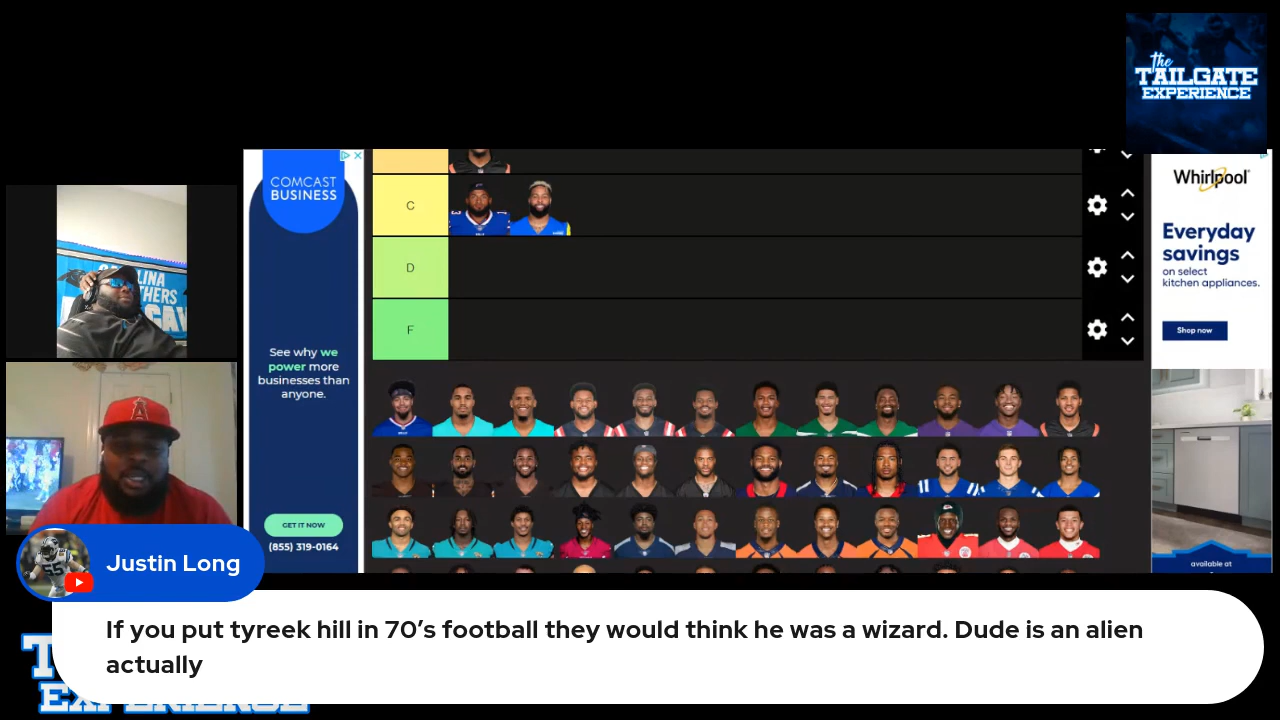 the
TAILGATE
EXPERIENCE
COMCAST
BUSINESS
See why we
power more
businesses than
anyone.
GET IT NOW
(855) 319-0164
C
D
F
Whirlpool
Everyday
savings
on select
kitchen appliances.
Shop now
available at
Justin Long
If you put tyreek hill in 70's football they would think he was a wizard. Dude is an alien
actually